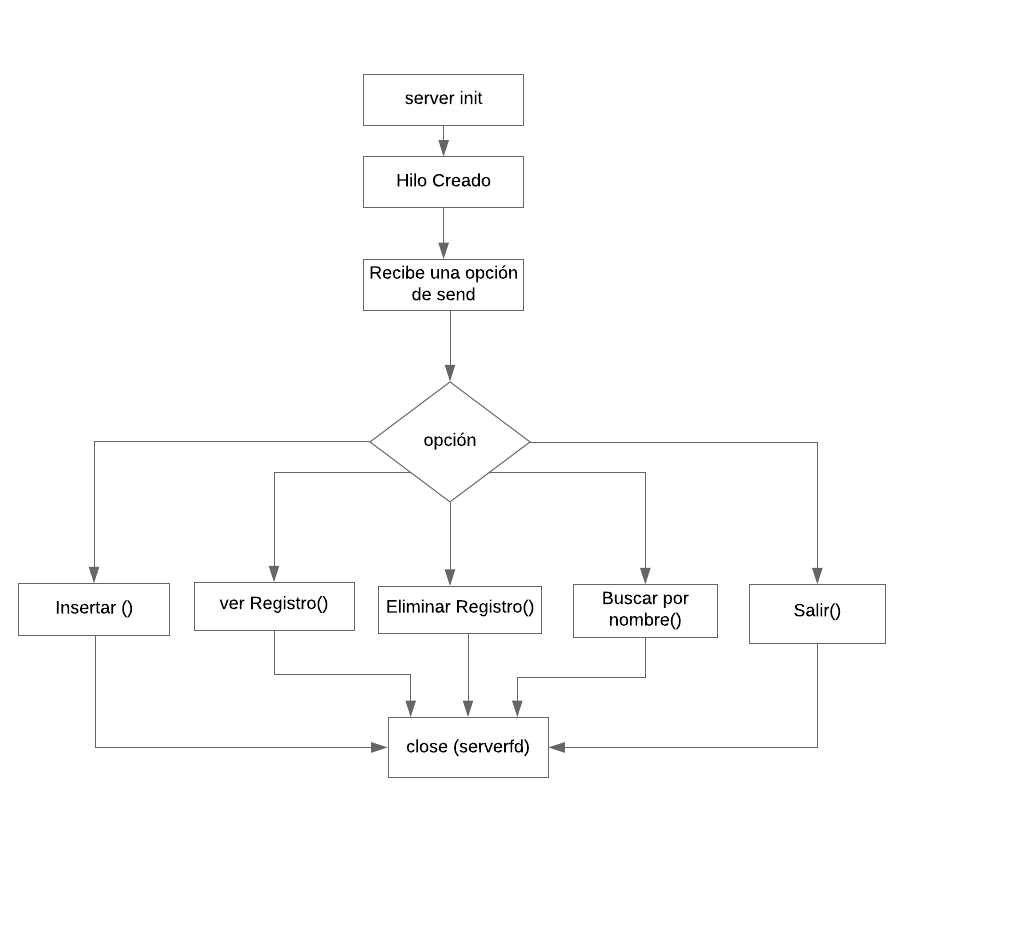 server init
Hilo Creado
Recibe una opción
de send
opción
Insertar ()
ver Registro()
Eliminar Registro()
Buscar por
nombre()
Salir()
close (serverfd)